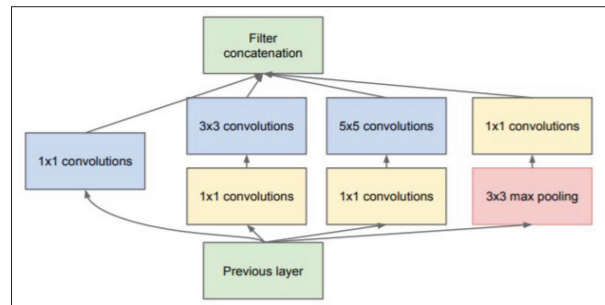 Filter
concatenation
3x3 convolutions
5x5 convolutions
1x1 convolutions
1x1 convolutions
1x1 convolutions
1x1 convolutions
3x3 max pooling
Previous layer